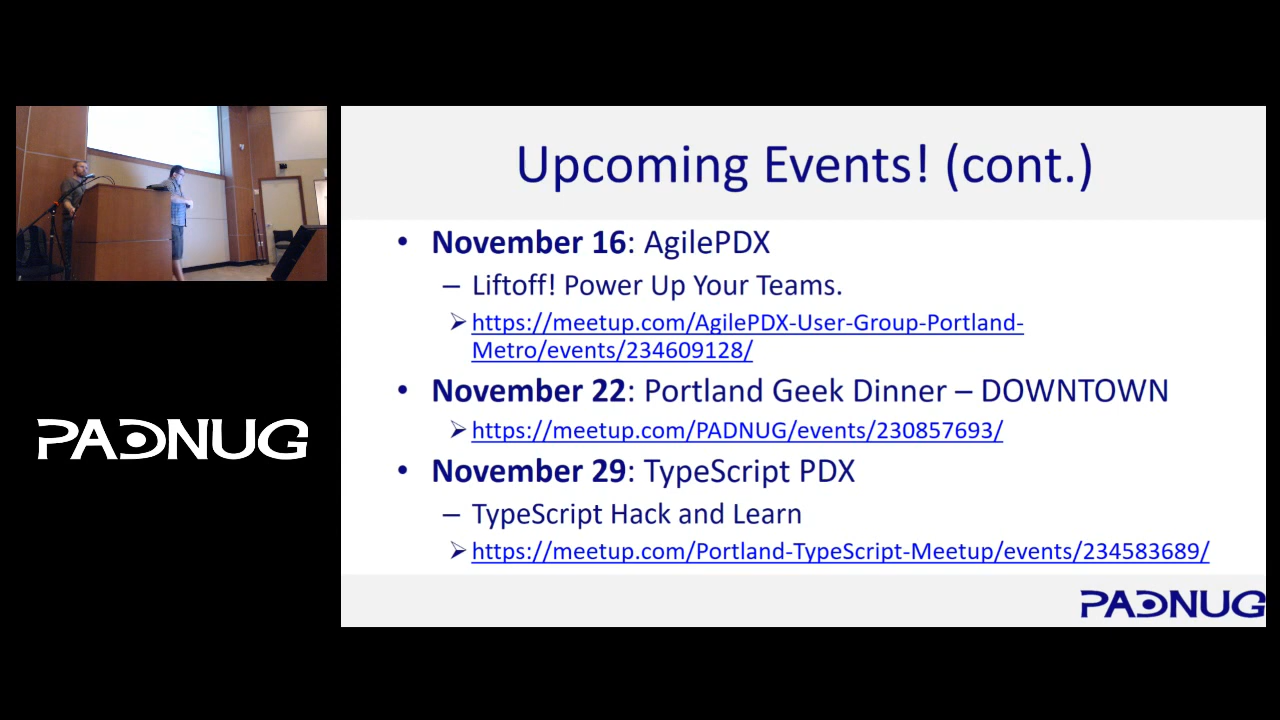 Upcoming Events! (cont.)
• November 16: AgilePDX
– Liftoff! Power Up Your Teams.
➢ https://meetup.com/AgilePDX-User-Group-Portland-
Metro/events/234609128/
• November 22: Portland Geek Dinner – DOWNTOWN
➢ https://meetup.com/PADNUG/events/230857693/
• November 29: TypeScript PDX
– TypeScript Hack and Learn
➢ https://meetup.com/Portland-TypeScript-Meetup/events/234583689/
PADNUG
PADNUG